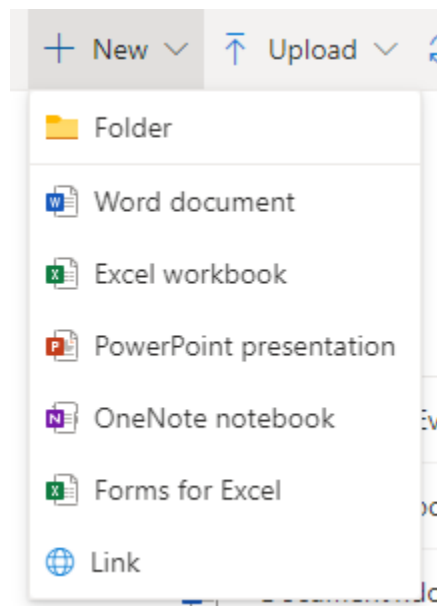 New Upload
Folder
Word document
Excel workbook
PowerPoint presentation
OneNote notebook
Forms for Excel
Link